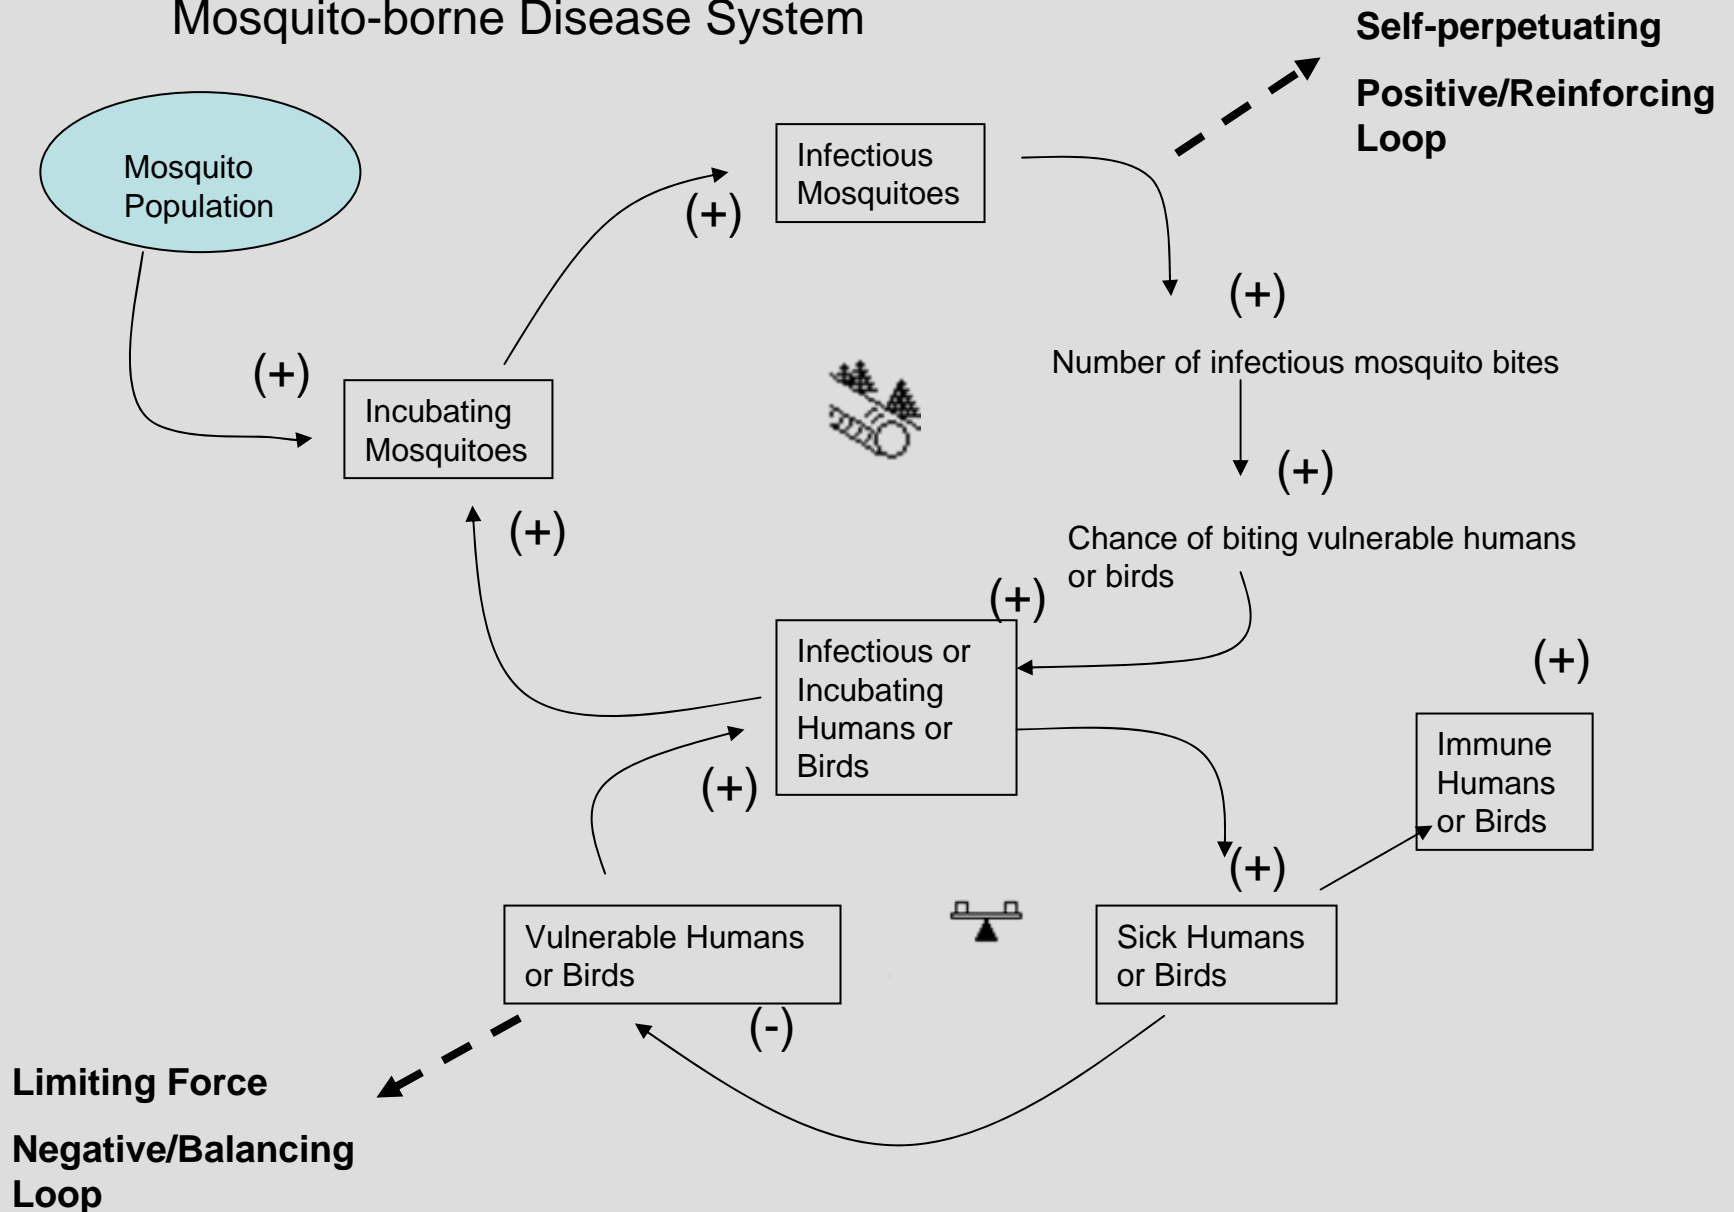 Mosquito-borne Disease System
Self-perpetuating
Positive/Reinforcing
Loop
Mosquito
Population
Infectious
Mosquitoes
(+)
(+)
(+)
Number of infectious mosquito bites
Incubating
Mosquitoes
(+)
(+)
Chance of biting vulnerable humans
or birds
(+)
Infectious or
Incubating
Humans or
Birds
(+)
(+)
Immune
Humans
or Birds
(+)
Vulnerable Humans
or Birds
Sick Humans
or Birds
(-)
Limiting Force
Negative/Balancing
Loop